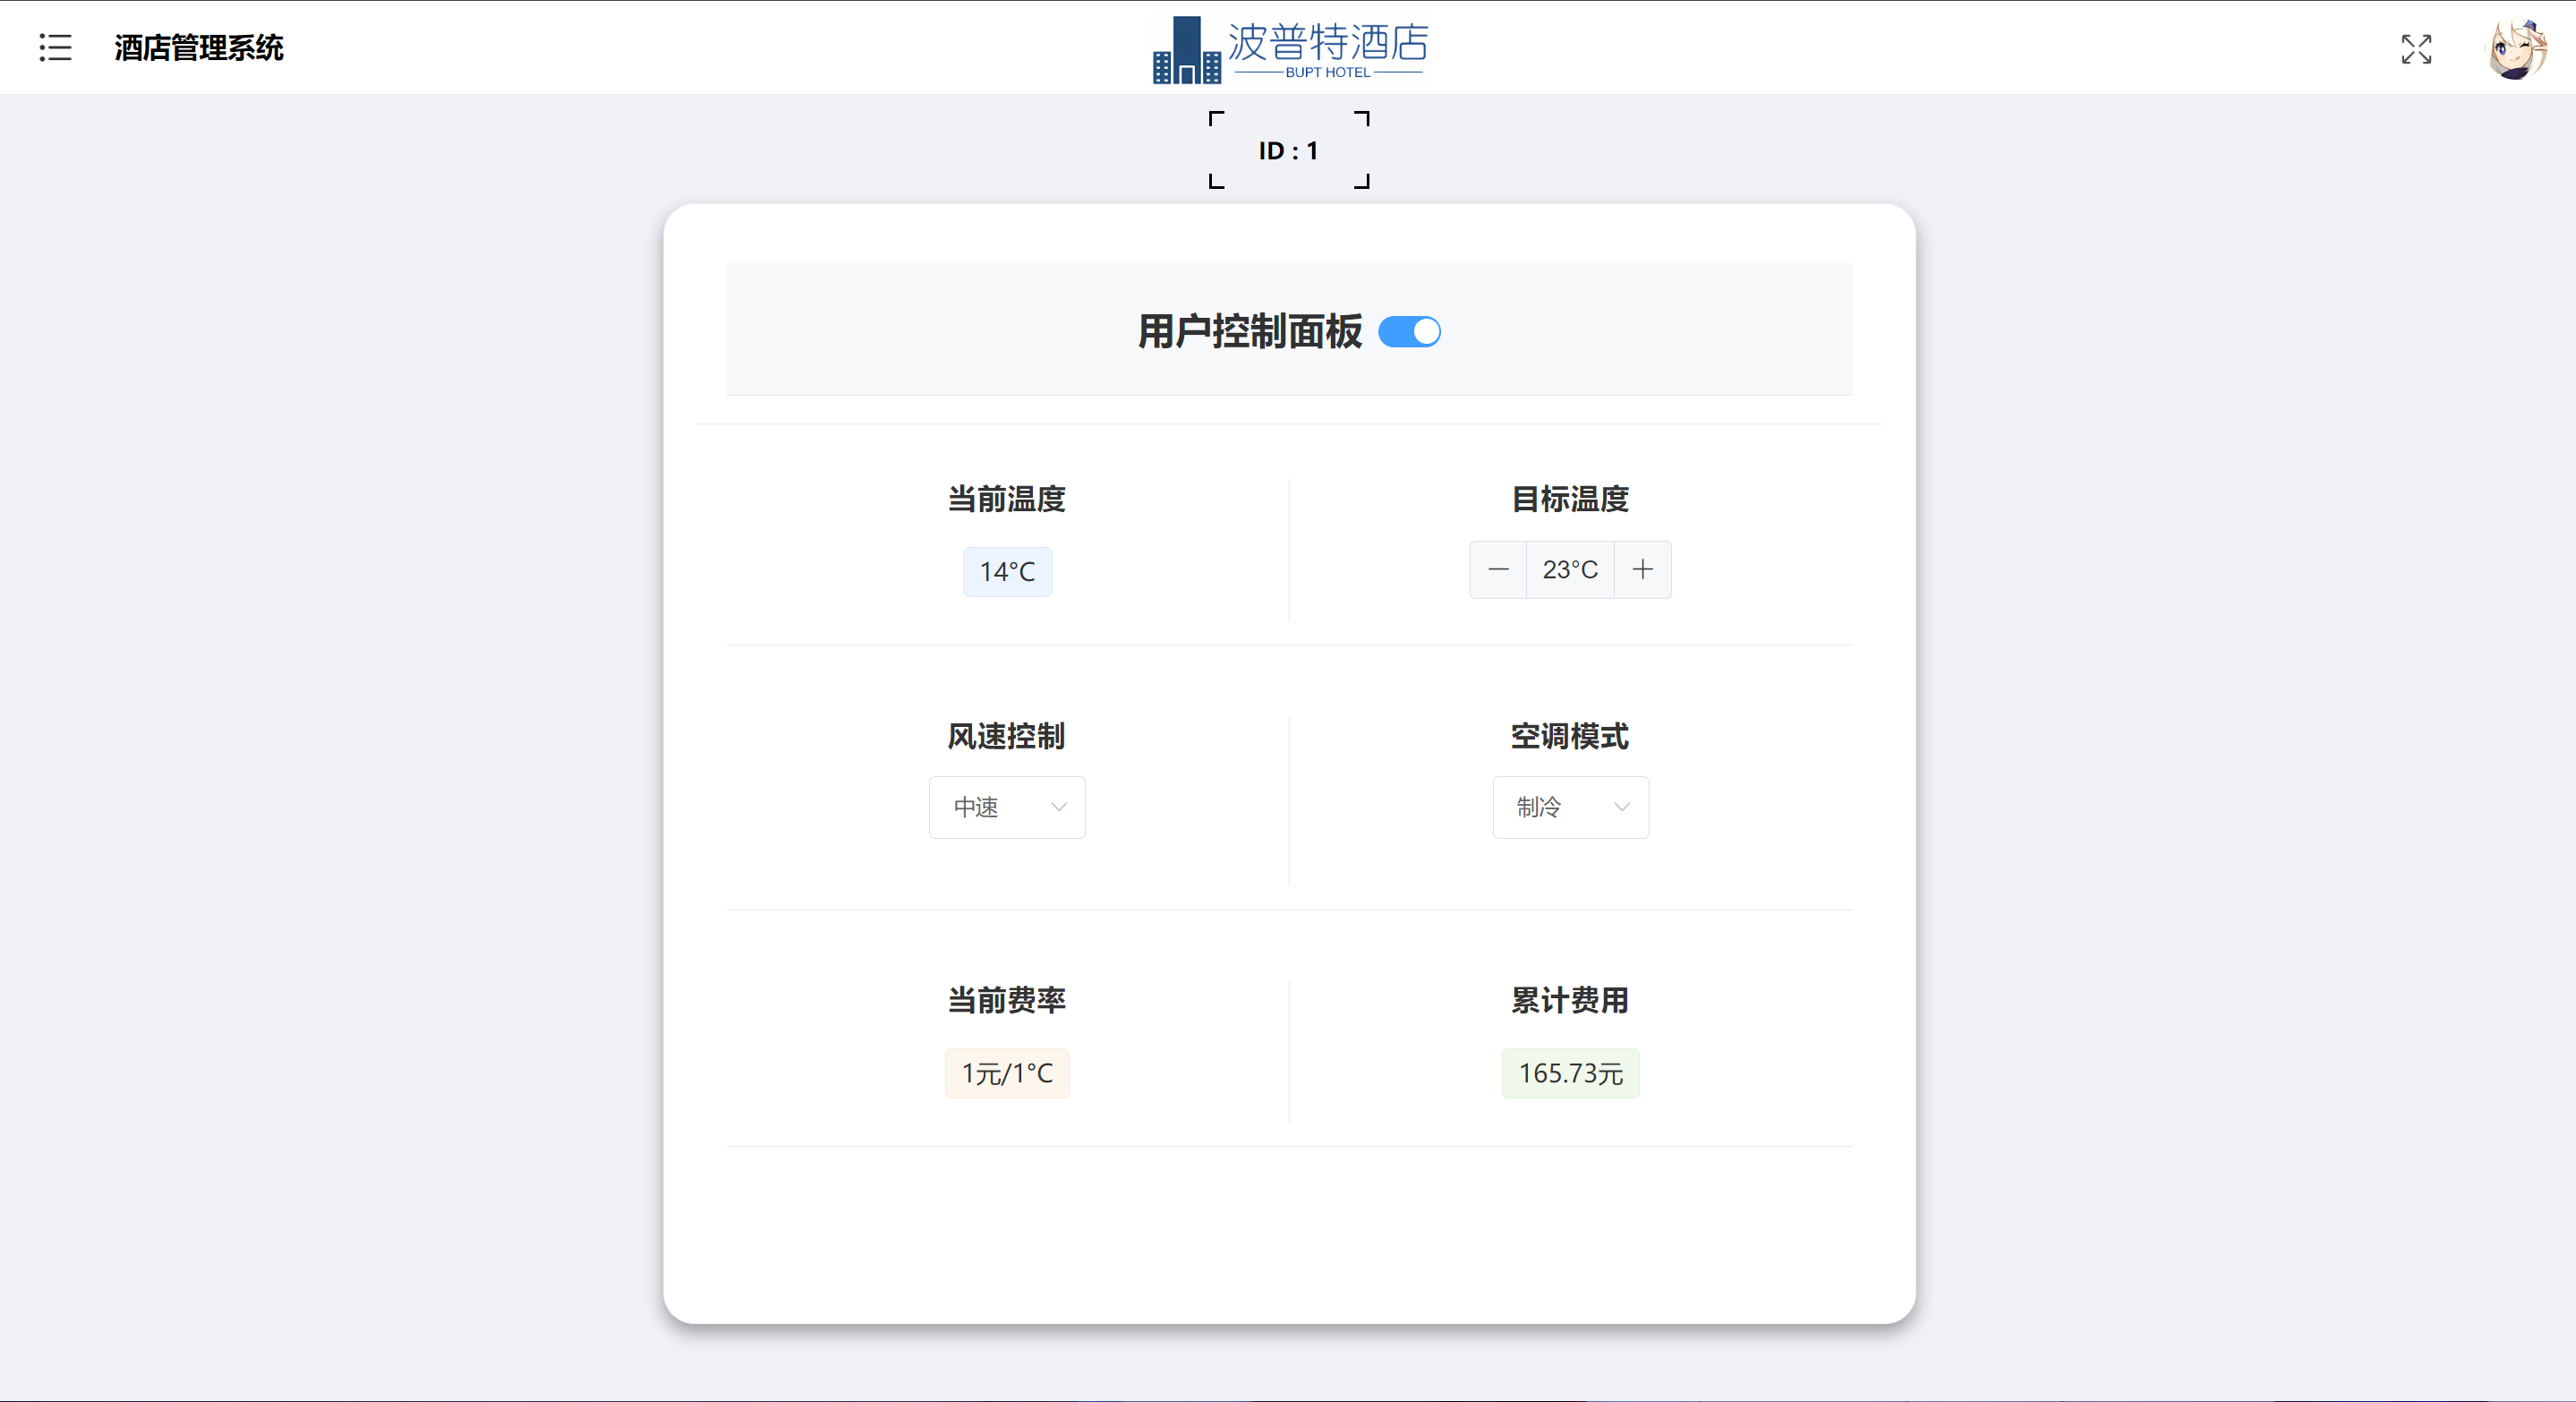 酒店管理系统
波普特酒店
BUPT HOTEL
ID : 1
用户控制面板
当前温度
目标温度
14°C
23°C
风速控制
空调模式
中速
制冷
当前费率
累计费用
1元/1°C
165.73元